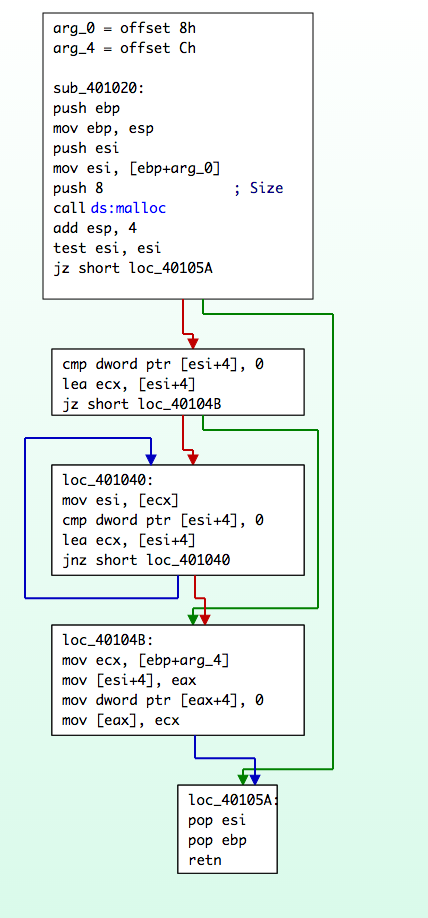 arg_0 = offset 8h
arg_4 = offset Ch
sub_401020:
push ebp
mov ebp, esp
push esi
mov esi, [ebp+arg_0]
push 8 ; Size
call ds:malloc
add esp, 4
test esi, esi
jz short loc_40105A
cmp dword ptr [esi+4], 0
lea ecx, [esi+4]
jz short loc_40104B
loc_401040:
mov esi, [ecx]
cmp dword ptr [esi+4], 0
lea ecx, [esi+4]
jnz short loc_401040
loc_40104B:
mov ecx, [ebp+arg_4]
mov [esi+4], eax
mov dword ptr [eax+4], 0
mov [eax], ecx
loc_40105A:
pop esi
pop ebp
retn